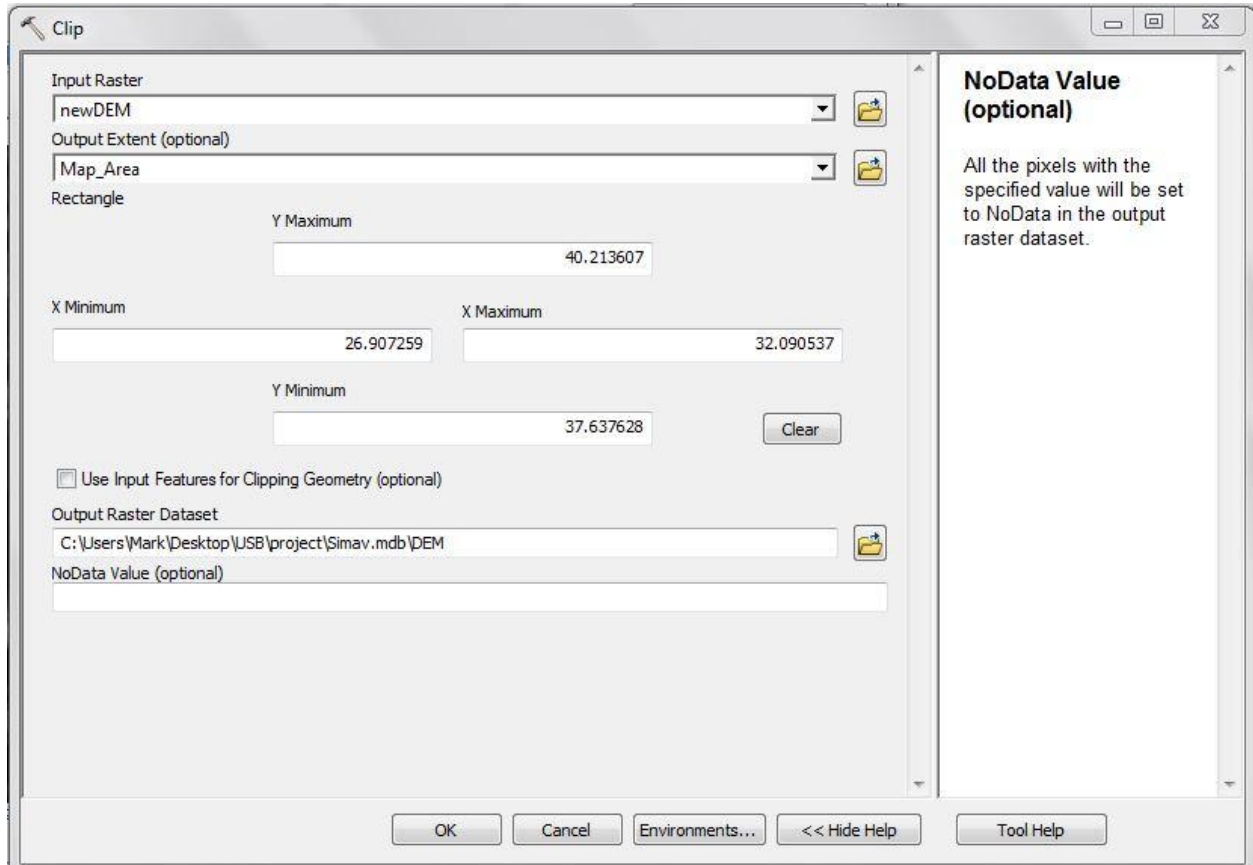 Clip
Input Raster
newDEM
Output Extent (optional)
Map_Area
Rectangle
Y Maximum
40.213607
X Minimum
X Maximum
26.907259
32.090537
Y Minimum
37.637628
Clear
Use Input Features for Clipping Geometry (optional)
Output Raster Dataset
C:\Users\Mark\Desktop\USB\project\Simav.mdb\DEM
NoData Value (optional)
OK
Cancel
Environments...
<< Hide Help
Tool Help
NoData Value
(optional)
All the pixels with the
specified value will be set
to NoData in the output
raster dataset.